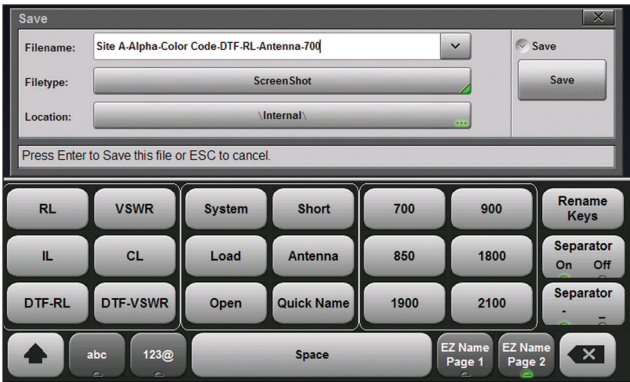 Save
Filename: Site A-Alpha-Color Code-DTF-RL-Antenna-700
Save
Filetype: ScreenShot
Save
Location: \Internal\
Press Enter to Save this file or ESC to cancel.
RL VSWR System Short 700 900 Rename Keys
IL CL Load Antenna 850 1800 Separator On Off
DTF-RL DTF-VSWR Open Quick Name 1900 2100 Separator - _
abc 123@ Space EZ Name Page 1 EZ Name Page 2